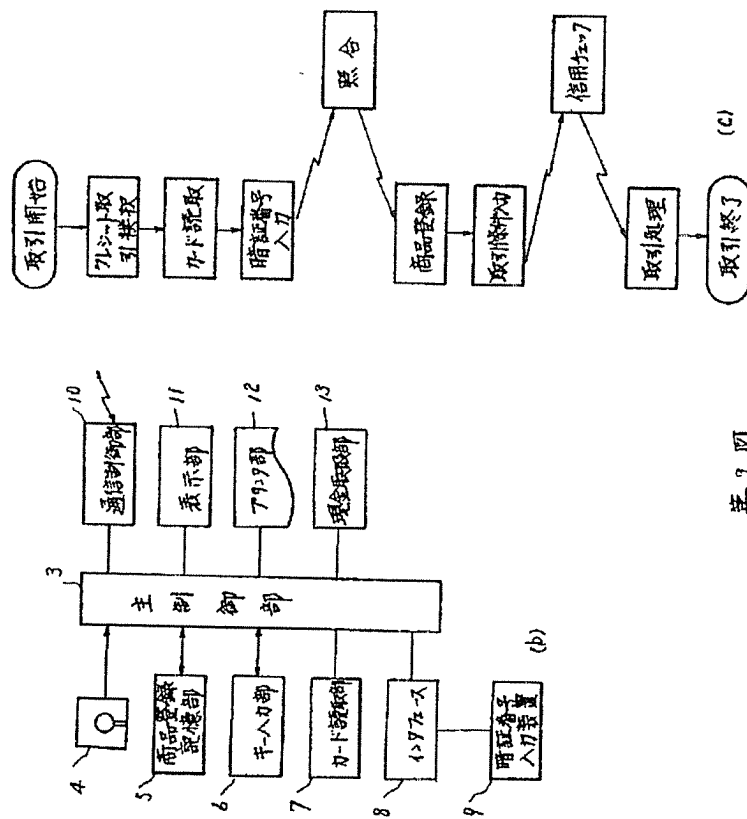 取引開始
クレジット取
引選択
カード読取
暗証番号
入力
照合
商品登録
取引条件入力
信用チェック
取引処理
取引終了
(C)
3
主制御部
4
商品登録
記憶部
5
キー入力部
6
カード読取部
7
インタフェース
8
暗証番号
入力装置
9
通信制御部
10
表示部
11
プリンタ部
12
現金取扱部
13
(b)
第2図